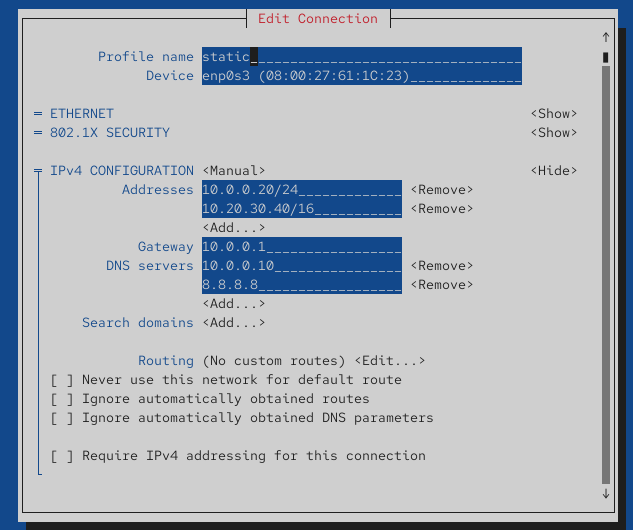 Edit Connection
Profile name static
Device enp0s3 (08:00:27:61:1C:23)
= ETHERNET <Show>
= 802.1X SECURITY <Show>
IPv4 CONFIGURATION <Manual> <Hide>
Addresses 10.0.0.20/24 <Remove>
10.20.30.40/16 <Remove>
<Add...>
Gateway 10.0.0.1
DNS servers 10.0.0.10 <Remove>
8.8.8.8 <Remove>
<Add...>
Search domains <Add...>
Routing (No custom routes) <Edit...>
[ ] Never use this network for default route
[ ] Ignore automatically obtained routes
[ ] Ignore automatically obtained DNS parameters
[ ] Require IPv4 addressing for this connection